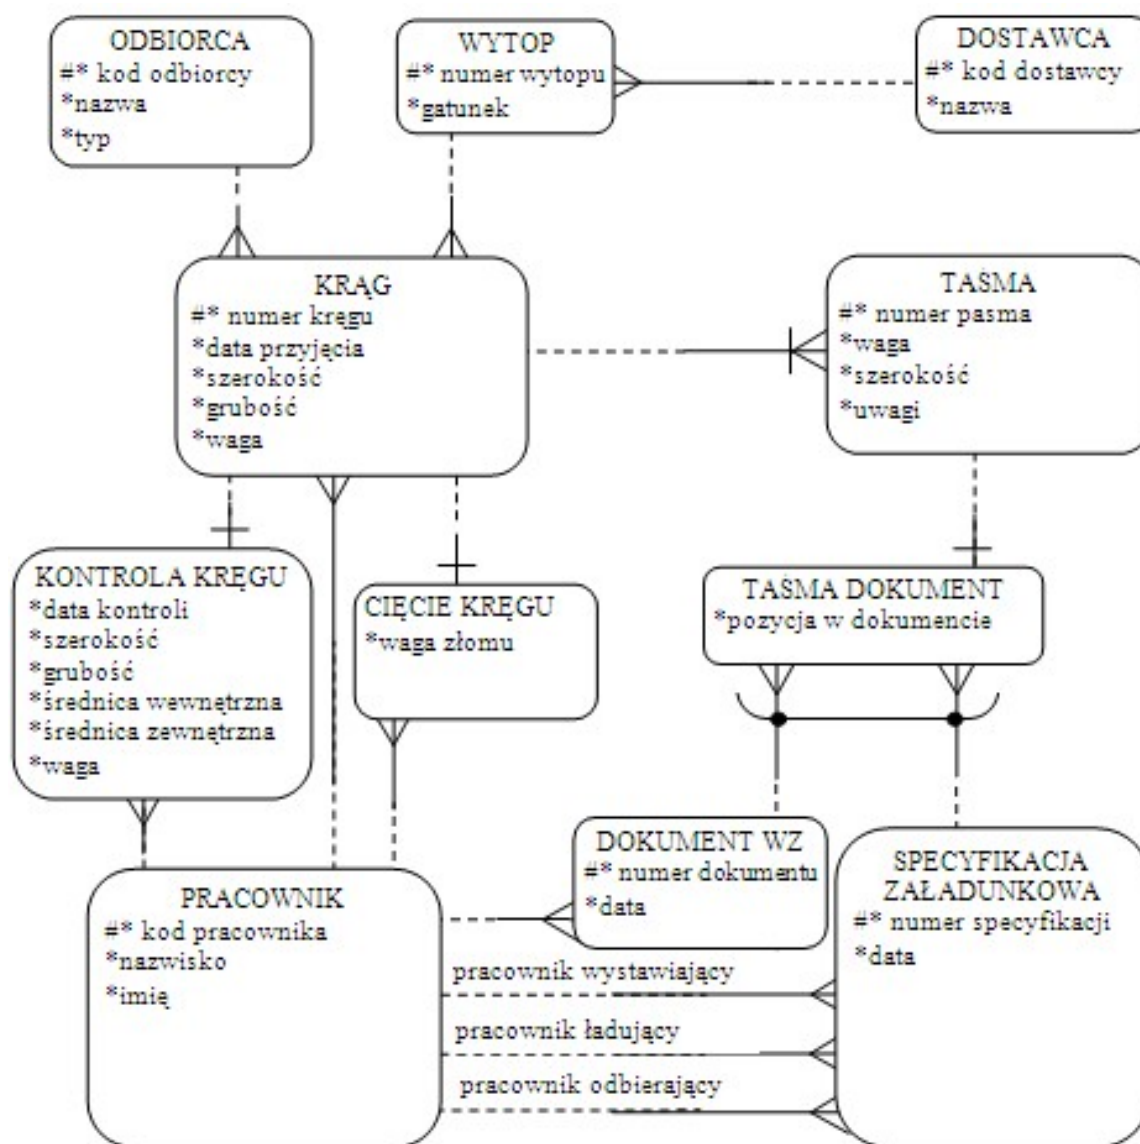 ODBIORCA
#* kod odbiorcy
*nazwa
*typ
WYTOP
#* numer wytopu
*gatunek
DOSTAWCA
#* kod dostawcy
*nazwa
KRĄG
#* numer kręgu
*data przyjęcia
*szerokość
*grubość
*waga
TAŚMA
#* numer pasma
*waga
*szerokość
*uwagi
KONTROLA KRĘGU
*data kontroli
*szerokość
*grubość
*średnica wewnętrzna
*średnica zewnętrzna
*waga
CIĘCIE KRĘGU
*waga złomu
TAŚMA DOKUMENT
*pozycja w dokumencie
PRACOWNIK
#* kod pracownika
*nazwisko
*imię
DOKUMENT WZ
#* numer dokumentu
*data
SPECYFIKACJA
ZAŁADUNKOWA
#* numer specyfikacji
*data
pracownik wystawiający
pracownik ładujący
pracownik odbierający